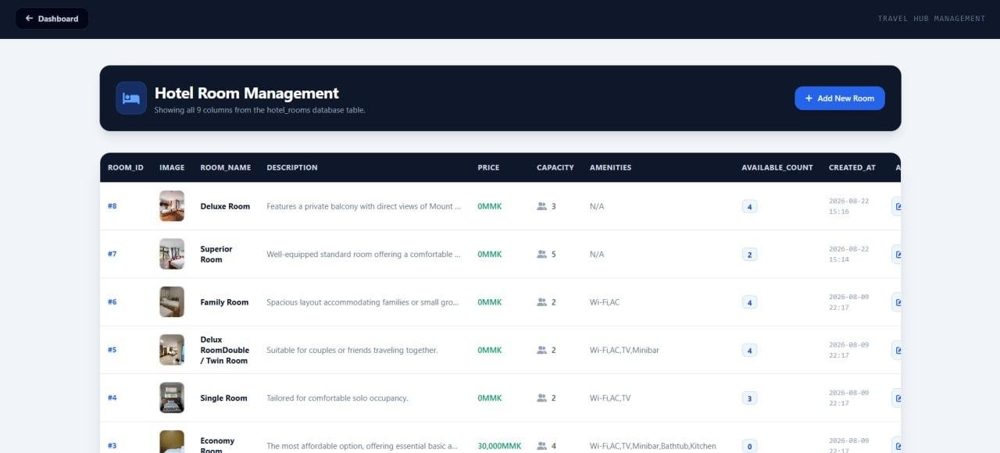 ← Dashboard
TRAVEL HUB MANAGEMENT
Hotel Room Management
Showing all 9 columns from the hotel_rooms database table.
+ Add New Room
ROOM_ID IMAGE ROOM_NAME DESCRIPTION PRICE CAPACITY AMENITIES AVAILABLE_COUNT CREATED_AT
#8 Deluxe Room Features a private balcony with direct views of Mount ... 0MMK 3 N/A 4 2026-08-22
15:16
#7 Superior
Room Well-equipped standard room offering a comfortable ... 0MMK 5 N/A 2 2026-08-22
15:14
#6 Family Room Spacious layout accommodating families or small gro... 0MMK 2 Wi-Fi,AC 4 2026-08-09
22:17
#5 Delux
RoomDouble
/ Twin Room Suitable for couples or friends traveling together. 0MMK 2 Wi-Fi,AC,TV,Minibar 4 2026-08-09
22:17
#4 Single Room Tailored for comfortable solo occupancy. 0MMK 2 Wi-Fi,AC,TV 3 2026-08-09
22:17
#3 Economy
Room The most affordable option, offering essential basic a... 30,000MMK 4 Wi-Fi,AC,TV,Minibar,Bathtub,Kitchen 0 2026-08-09
22:17